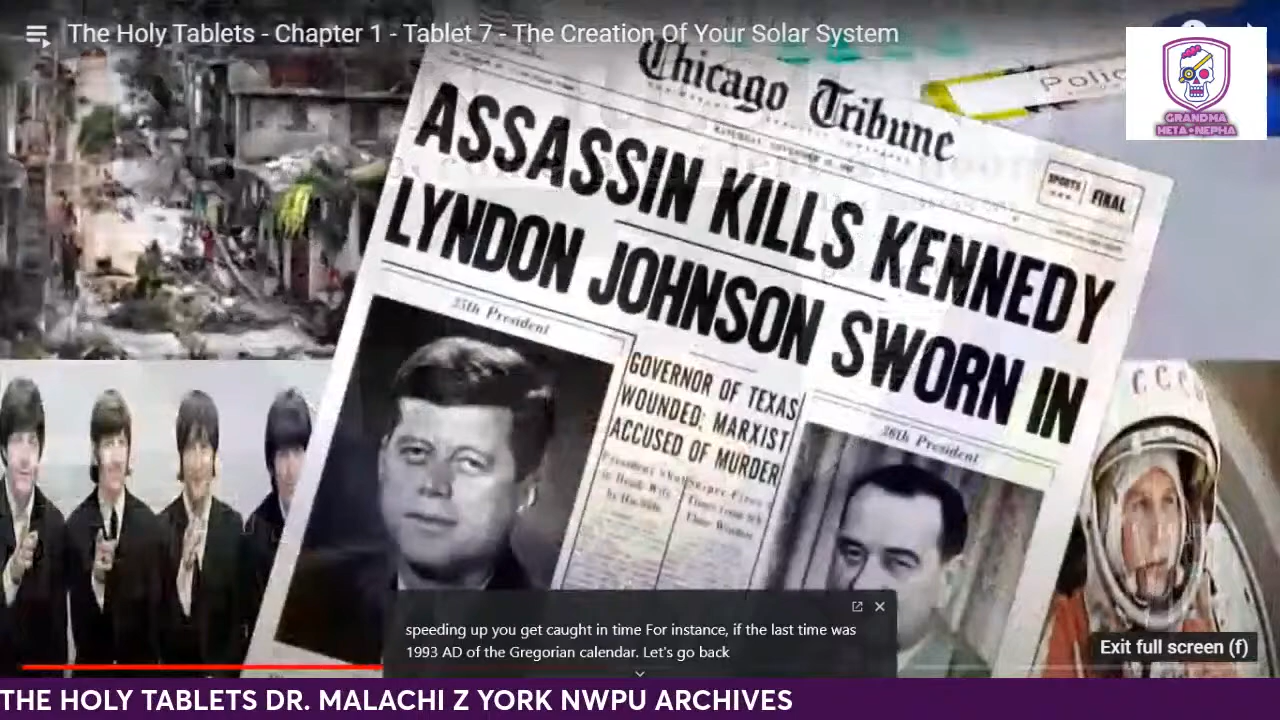 The Holy Tablets - Chapter 1 - Tablet 7 - The Creation Of Your Solar System
GRANDMA
META•NEPHA
Chicago Tribune
SPORTS FINAL
ASSASSIN KILLS KENNEDY
LYNDON JOHNSON SWORN IN
35th President
GOVERNOR OF TEXAS
WOUNDED; MARXIST
ACCUSED OF MURDER
36th President
CCCP
speeding up you get caught in time For instance, if the last time was
1993 AD of the Gregorian calendar. Let's go back
Exit full screen (f)
THE HOLY TABLETS DR. MALACHI Z YORK NWPU ARCHIVES